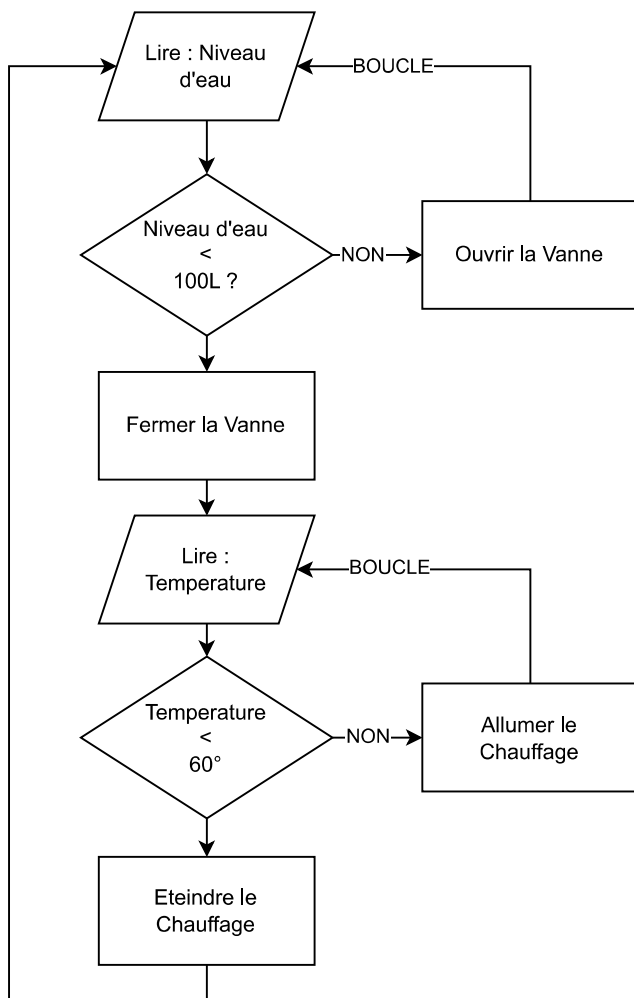 Lire : Niveau
d'eau
BOUCLE
Niveau d'eau
<
100L ?
NON
Ouvrir la Vanne
Fermer la Vanne
Lire :
Temperature
BOUCLE
Temperature
<
60°
NON
Allumer le
Chauffage
Eteindre le
Chauffage